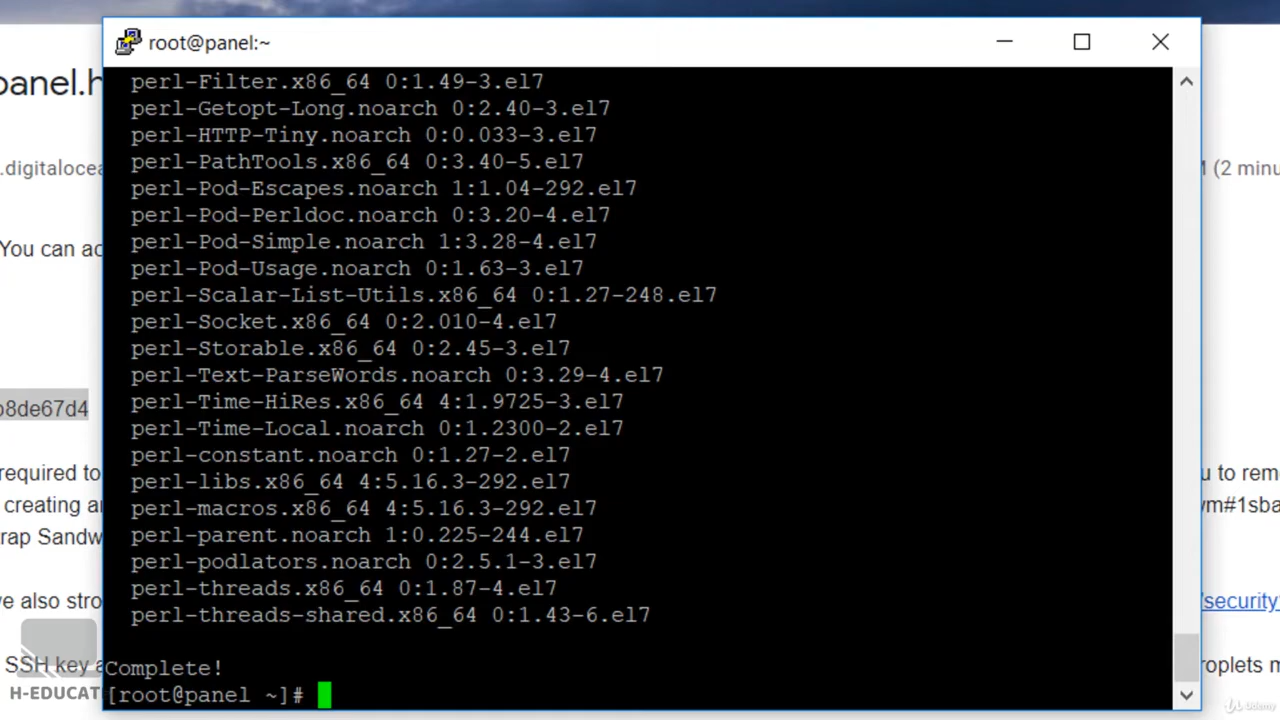 root@panel:~
perl-Filter.x86_64 0:1.49-3.el7
perl-Getopt-Long.noarch 0:2.40-3.el7
perl-HTTP-Tiny.noarch 0:0.033-3.el7
perl-PathTools.x86_64 0:3.40-5.el7
perl-Pod-Escapes.noarch 1:1.04-292.el7
perl-Pod-Perldoc.noarch 0:3.20-4.el7
perl-Pod-Simple.noarch 1:3.28-4.el7
perl-Pod-Usage.noarch 0:1.63-3.el7
perl-Scalar-List-Utils.x86_64 0:1.27-248.el7
perl-Socket.x86_64 0:2.010-4.el7
perl-Storable.x86_64 0:2.45-3.el7
perl-Text-ParseWords.noarch 0:3.29-4.el7
perl-Time-HiRes.x86_64 4:1.9725-3.el7
perl-Time-Local.noarch 0:1.2300-2.el7
perl-constant.noarch 0:1.27-2.el7
perl-libs.x86_64 4:5.16.3-292.el7
perl-macros.x86_64 4:5.16.3-292.el7
perl-parent.noarch 1:0.225-244.el7
perl-podlators.noarch 0:2.5.1-3.el7
perl-threads.x86_64 0:1.87-4.el7
perl-threads-shared.x86_64 0:1.43-6.el7
Complete!
[root@panel ~]#
panel.h
.digitalocea
You can ac
b8de67d4
required to
creating an
rap Sandw
ve also stro
SSH key a
H-EDUCAT
(2 minu
u to rem
vm#1sba
/security
roplets m
Udemy